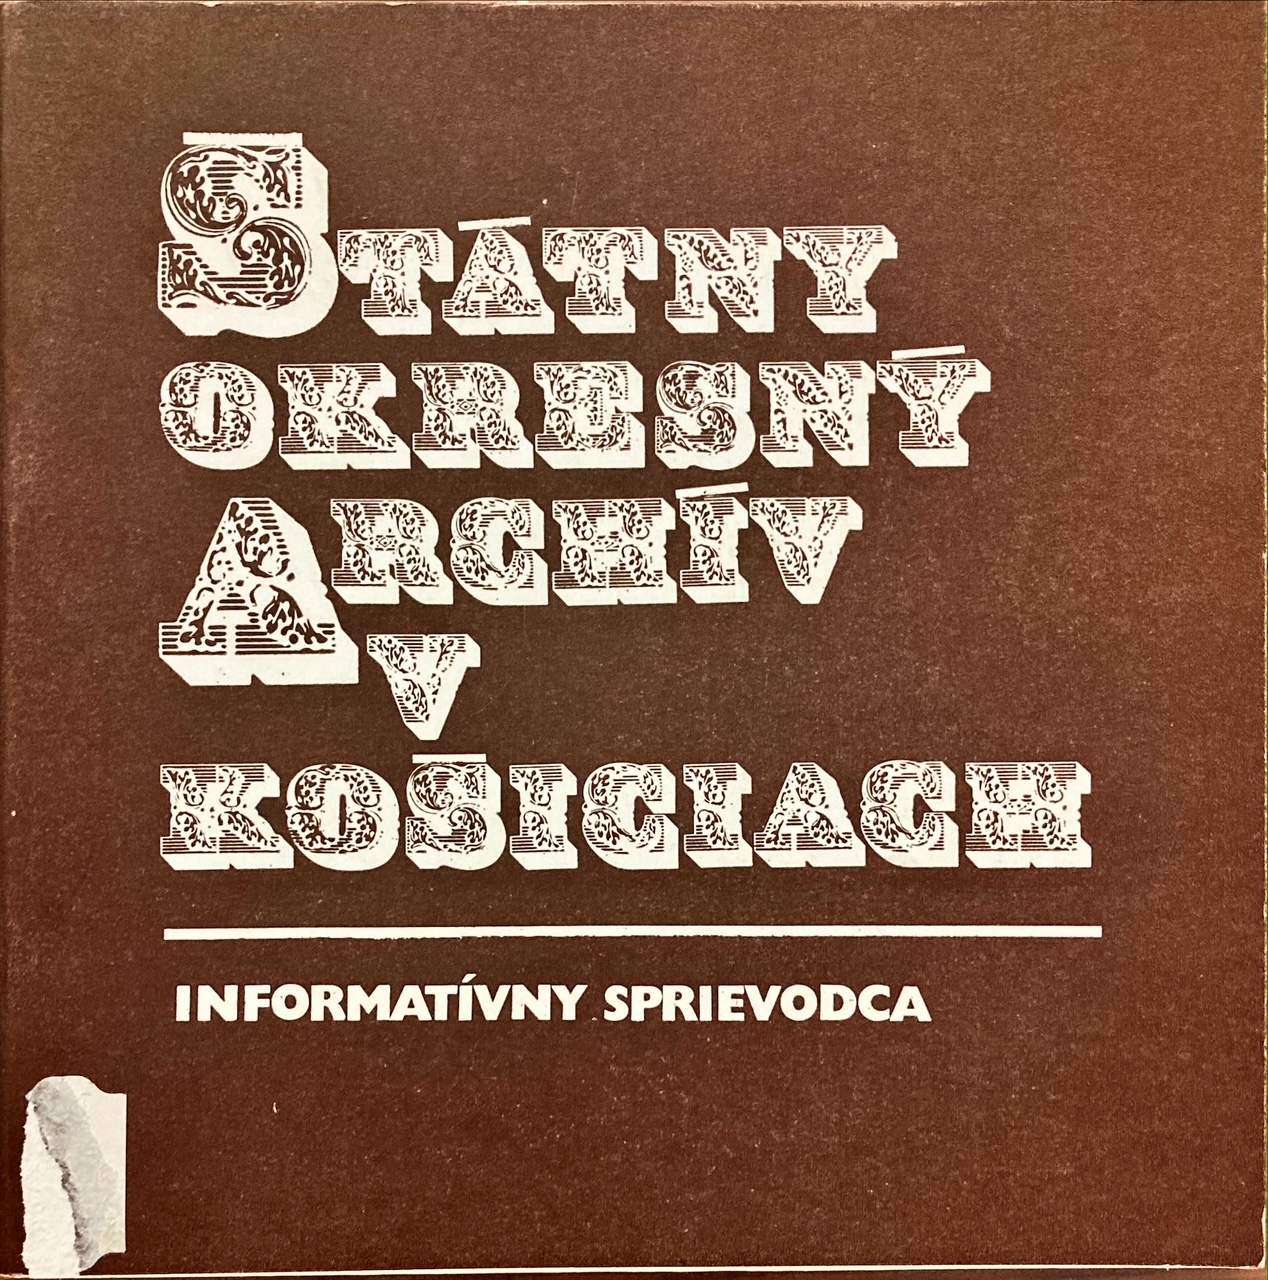 ŠTÁTNY
OKRESNÝ
ARCHÍV
V
KOŠICIACH
INFORMATÍVNY SPRIEVODCA